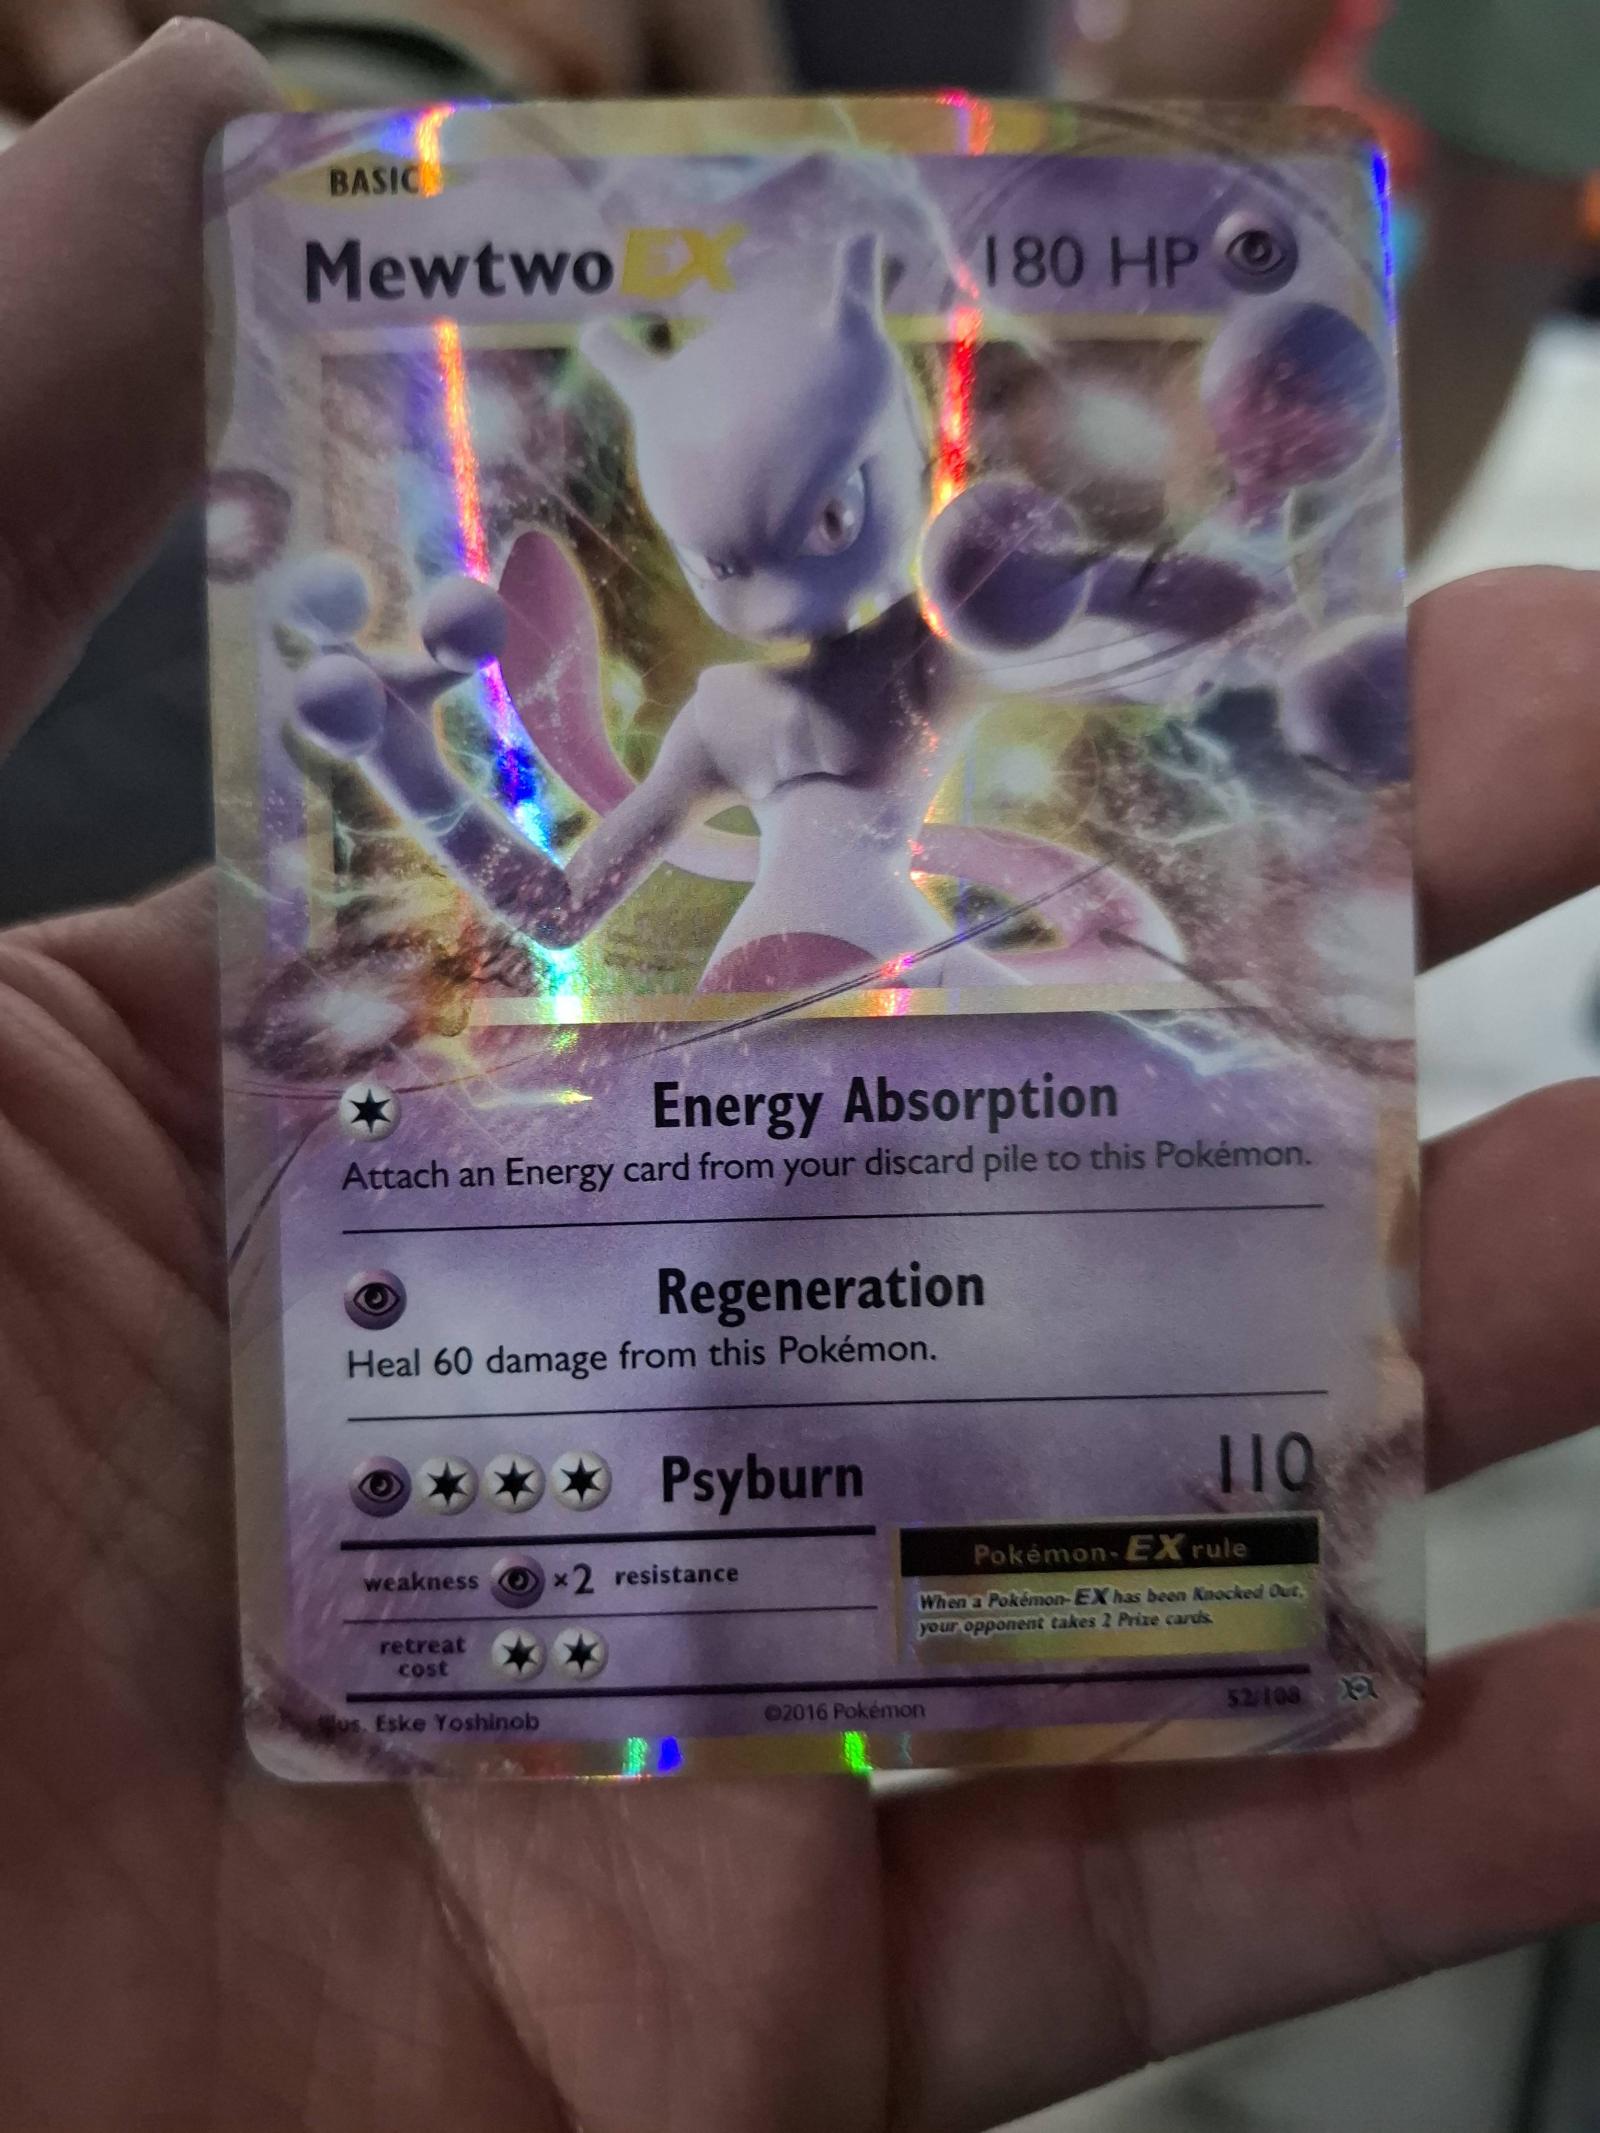 BASIC
Mewtwo EX 180 HP
Energy Absorption
Attach an Energy card from your discard pile to this Pokémon.
Regeneration
Heal 60 damage from this Pokémon.
Psyburn 110
weakness ×2 resistance
Pokémon-EX rule
When a Pokémon-EX has been Knocked Out,
your opponent takes 2 Prize cards.
retreat
cost
Illus. Eske Yoshinob
©2016 Pokémon
52/108